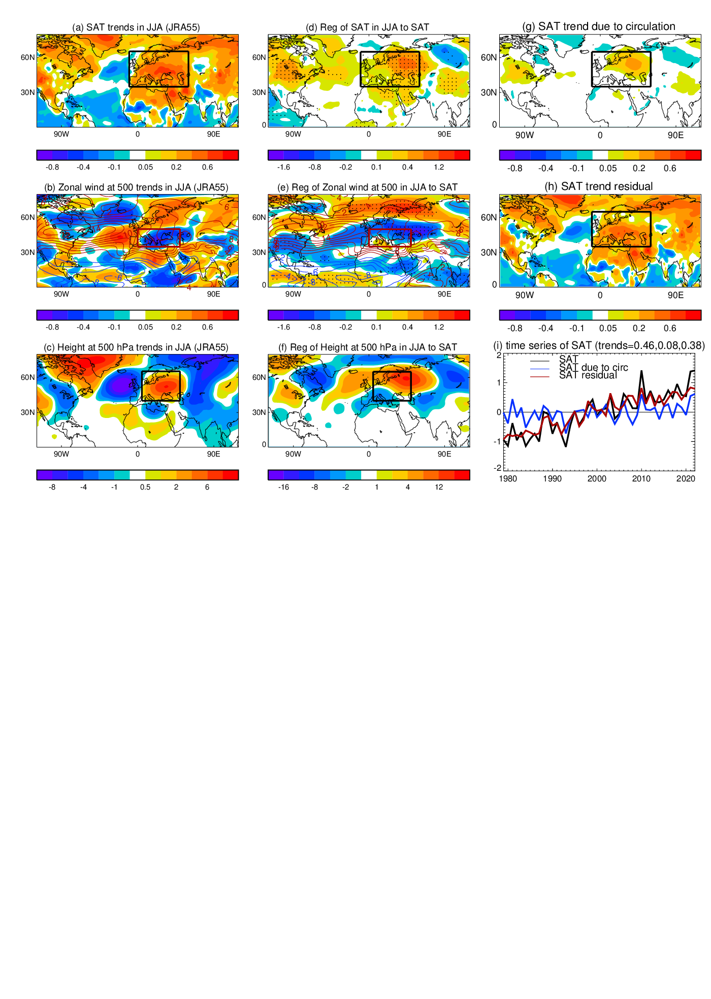 (a) SAT trends in JJA (JRA55)
60N
30N
90W 0 90E
-0.8 -0.4 -0.1 0.05 0.2 0.6
(b) Zonal wind at 500 trends in JJA (JRA55)
60N
30N
90W 0 90E
-0.8 -0.4 -0.1 0.05 0.2 0.6
(c) Height at 500 hPa trends in JJA (JRA55)
60N
30N
90W 0 90E
-8 -4 -1 0.5 2 6
(d) Reg of SAT in JJA to SAT
60N
30N
0
90W 0 90E
-1.6 -0.8 -0.2 0.1 0.4 1.2
(e) Reg of Zonal wind at 500 in JJA to SAT
60N
30N
0
90W 0 90E
-1.6 -0.8 -0.2 0.1 0.4 1.2
(f) Reg of Height at 500 hPa in JJA to SAT
60N
30N
0
90W 0 90E
-16 -8 -2 1 4 12
(g) SAT trend due to circulation
60N
30N
0
90W 0 90E
-0.8 -0.4 -0.1 0.05 0.2 0.6
(h) SAT trend residual
60N
30N
0
90W 0 90E
-0.8 -0.4 -0.1 0.05 0.2 0.6
(i) time series of SAT (trends=0.46,0.08,0.38)
SAT
SAT due to circ
SAT residual
2
1
0
-1
-2
1980 1990 2000 2010 2020